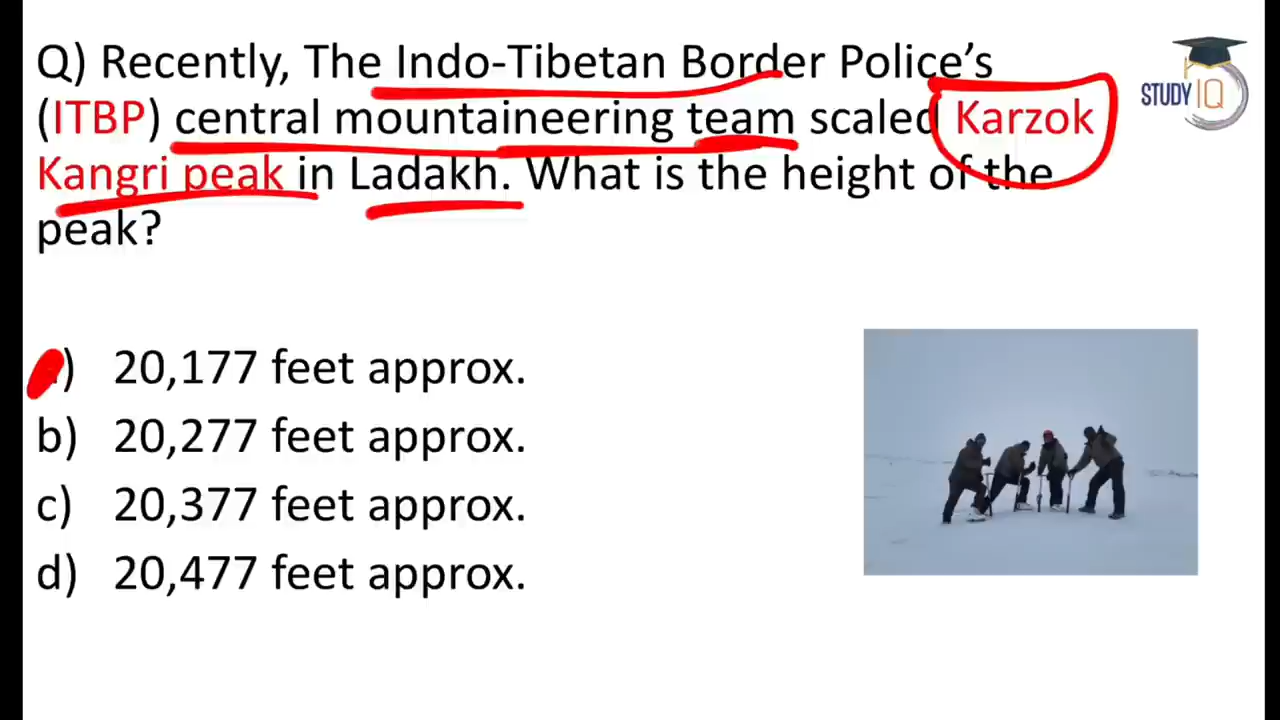 Q) Recently, The Indo-Tibetan Border Police’s
(ITBP) central mountaineering team scaled Karzok
Kangri peak in Ladakh. What is the height of the
peak?
STUDY IQ
) 20,177 feet approx.
b) 20,277 feet approx.
c) 20,377 feet approx.
d) 20,477 feet approx.